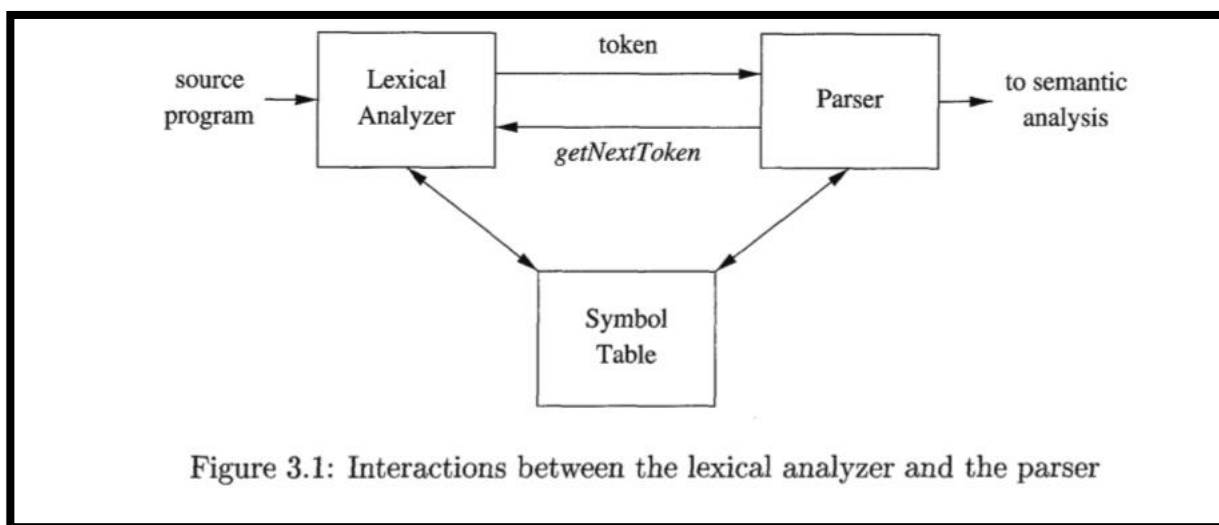 source
program
Lexical
Analyzer
token
getNextToken
Parser
to semantic
analysis
Symbol
Table
Figure 3.1: Interactions between the lexical analyzer and the parser